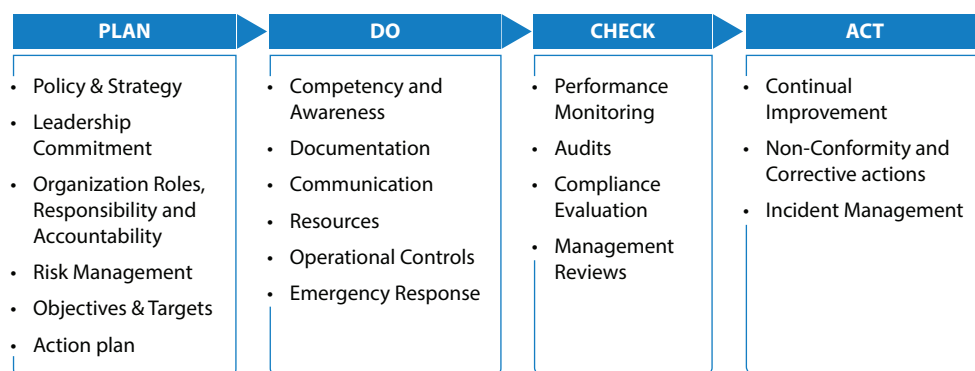 PLAN
• Policy & Strategy
• Leadership
Commitment
• Organization Roles,
Responsibility and
Accountability
• Risk Management
• Objectives & Targets
• Action plan
DO
• Competency and
Awareness
• Documentation
• Communication
• Resources
• Operational Controls
• Emergency Response
CHECK
• Performance
Monitoring
• Audits
• Compliance
Evaluation
• Management
Reviews
ACT
• Continual
Improvement
• Non-Conformity and
Corrective actions
• Incident Management